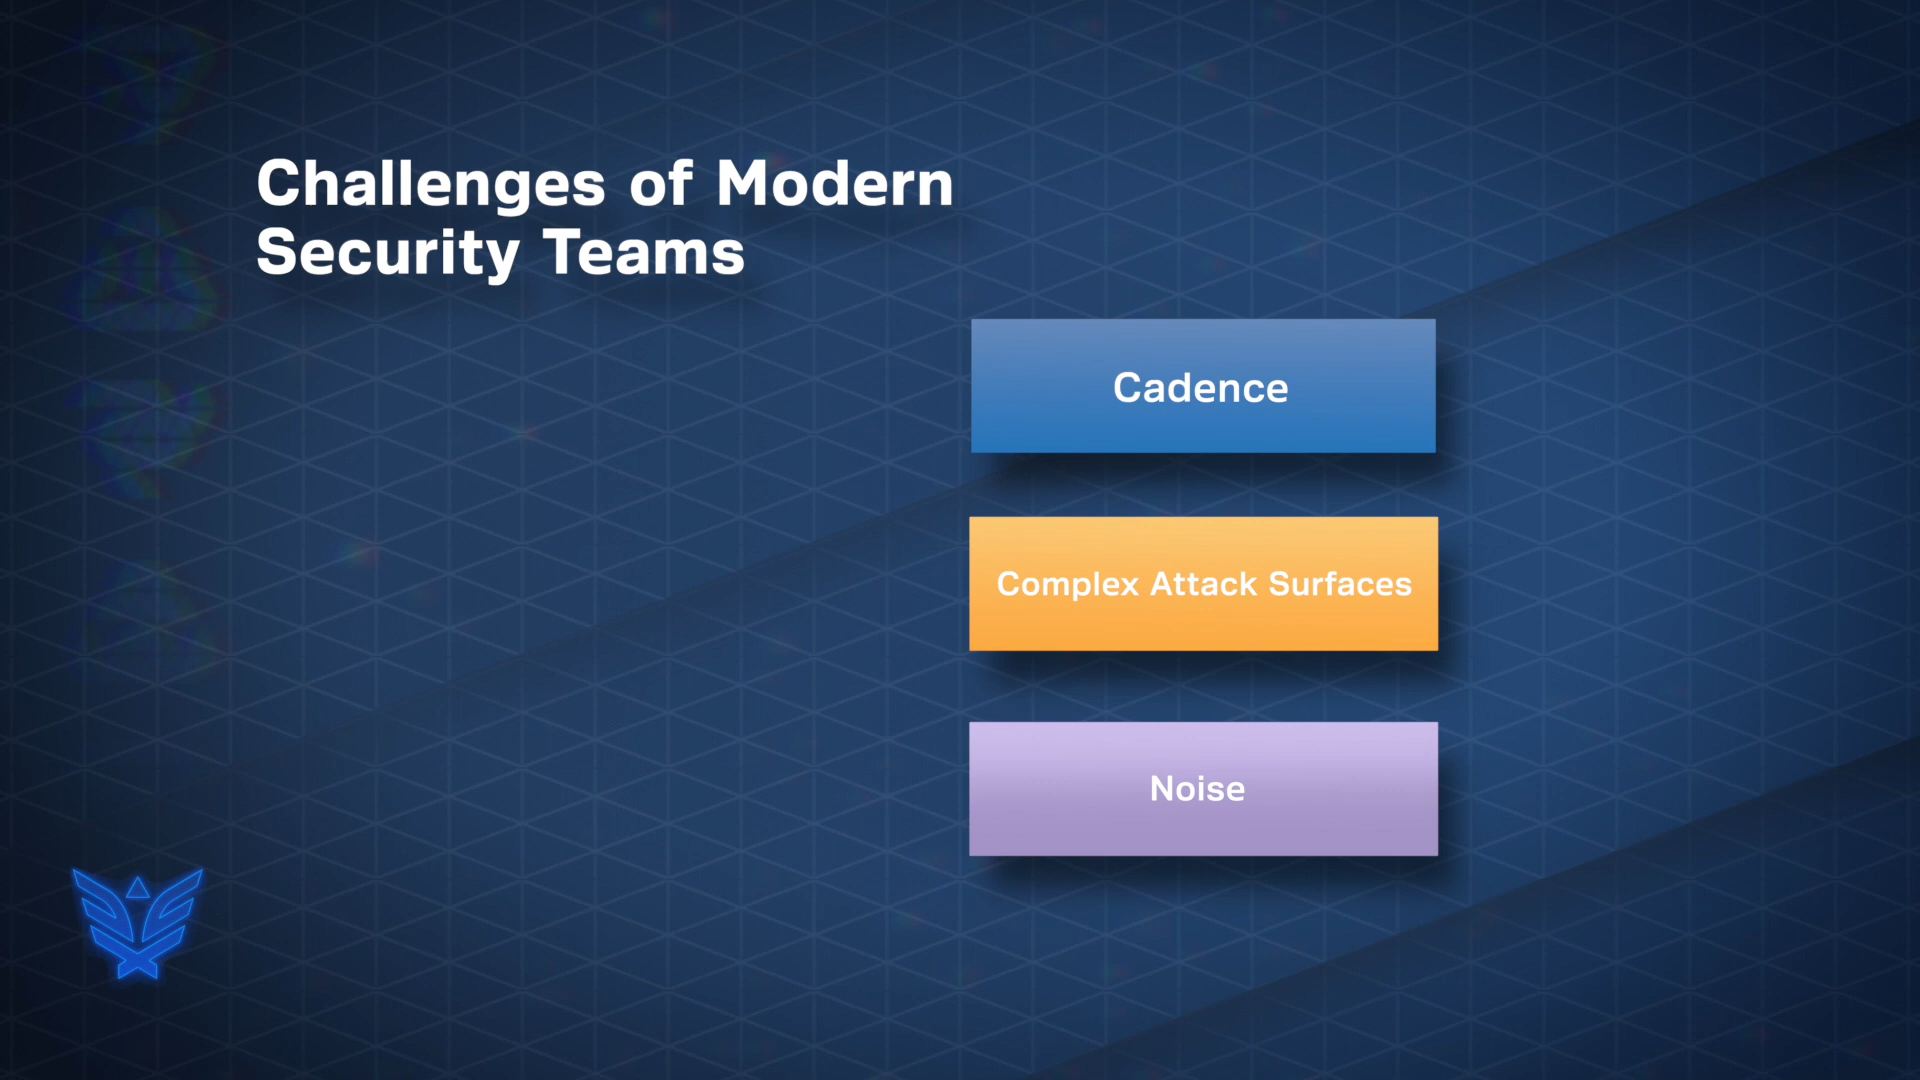 Challenges of Modern
Security Teams
Cadence
Complex Attack Surfaces
Noise